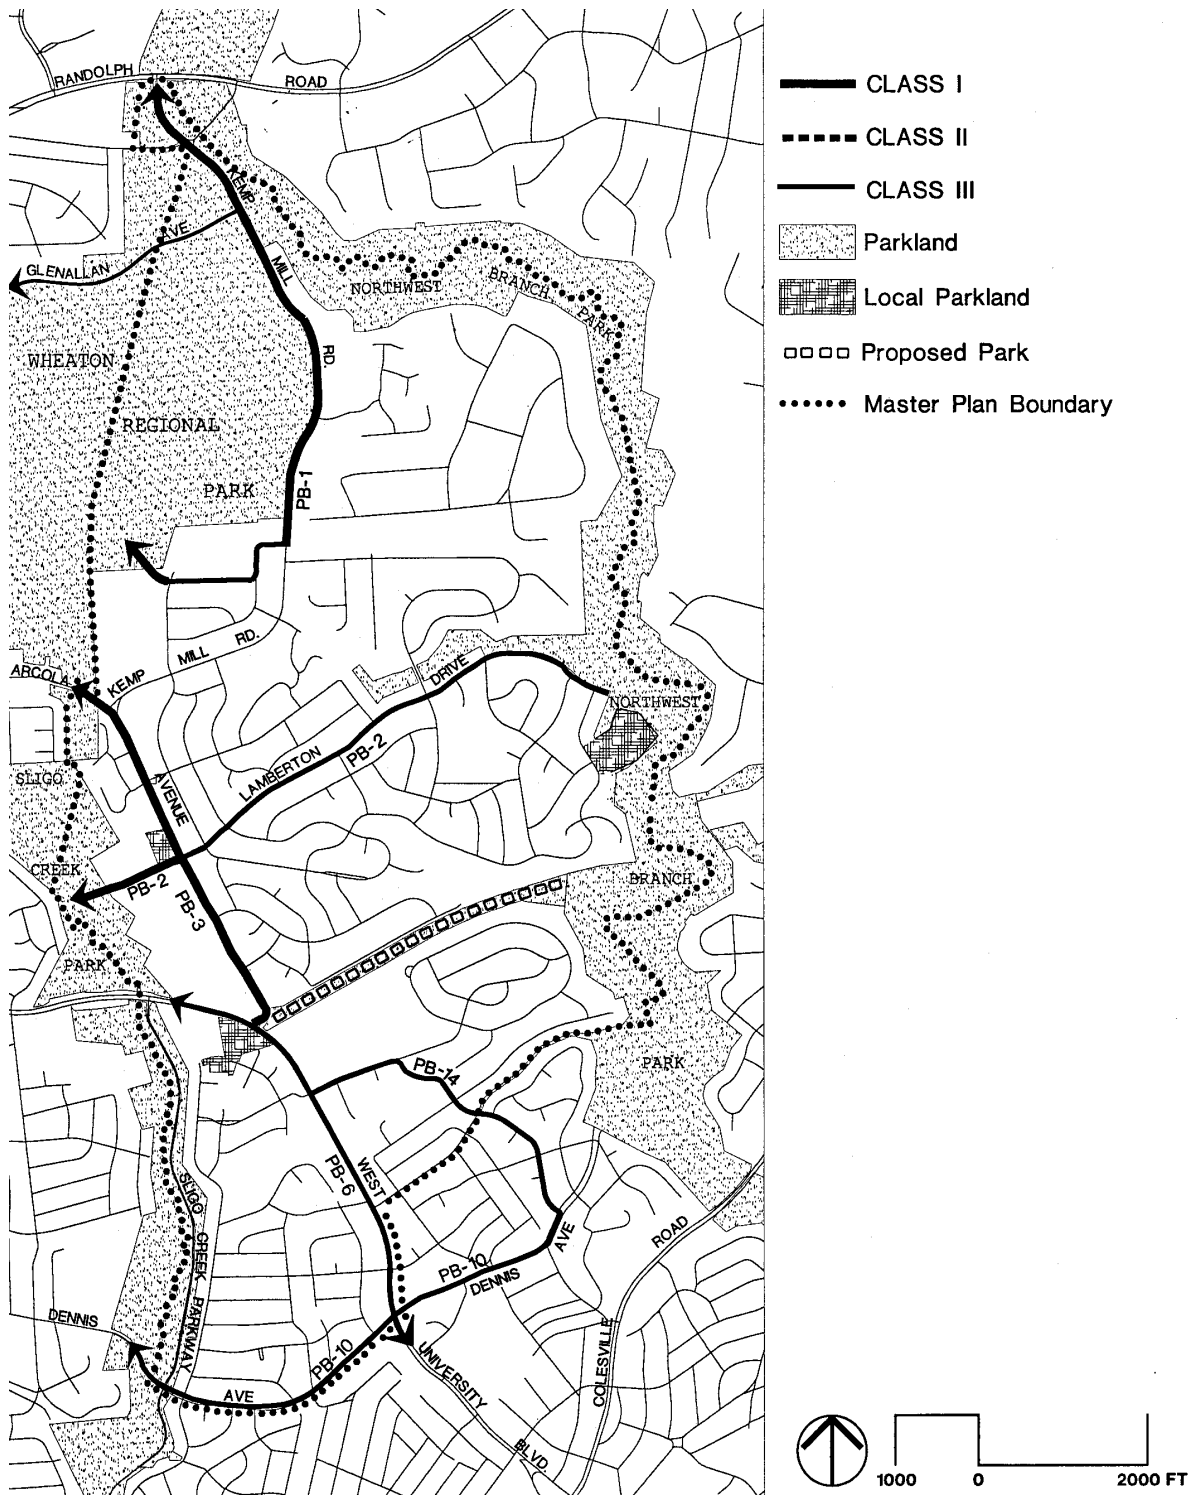 RANDOLPH ROAD
CLASS I
CLASS II
CLASS III
Parkland
Local Parkland
Proposed Park
Master Plan Boundary
KEMP
MILL
RD.
GLENALLAN AVE.
NORTHWEST
BRANCH
PARK
WHEATON
REGIONAL
PARK
PB-1
KEMP MILL RD.
ARCOLA
AVENUE
LAMBERTON DRIVE
PB-2
NORTHWEST
SLIGO
CREEK
PB-2
PB-3
BRANCH
PARK
PARK
PB-14
PB-6
WEST
SLIGO CREEK PARKWAY
AVE
ROAD
PB-10
DENNIS
DENNIS
COLESVILLE
PB-10
AVE
UNIVERSITY
BLVD.
1000 0 2000 FT